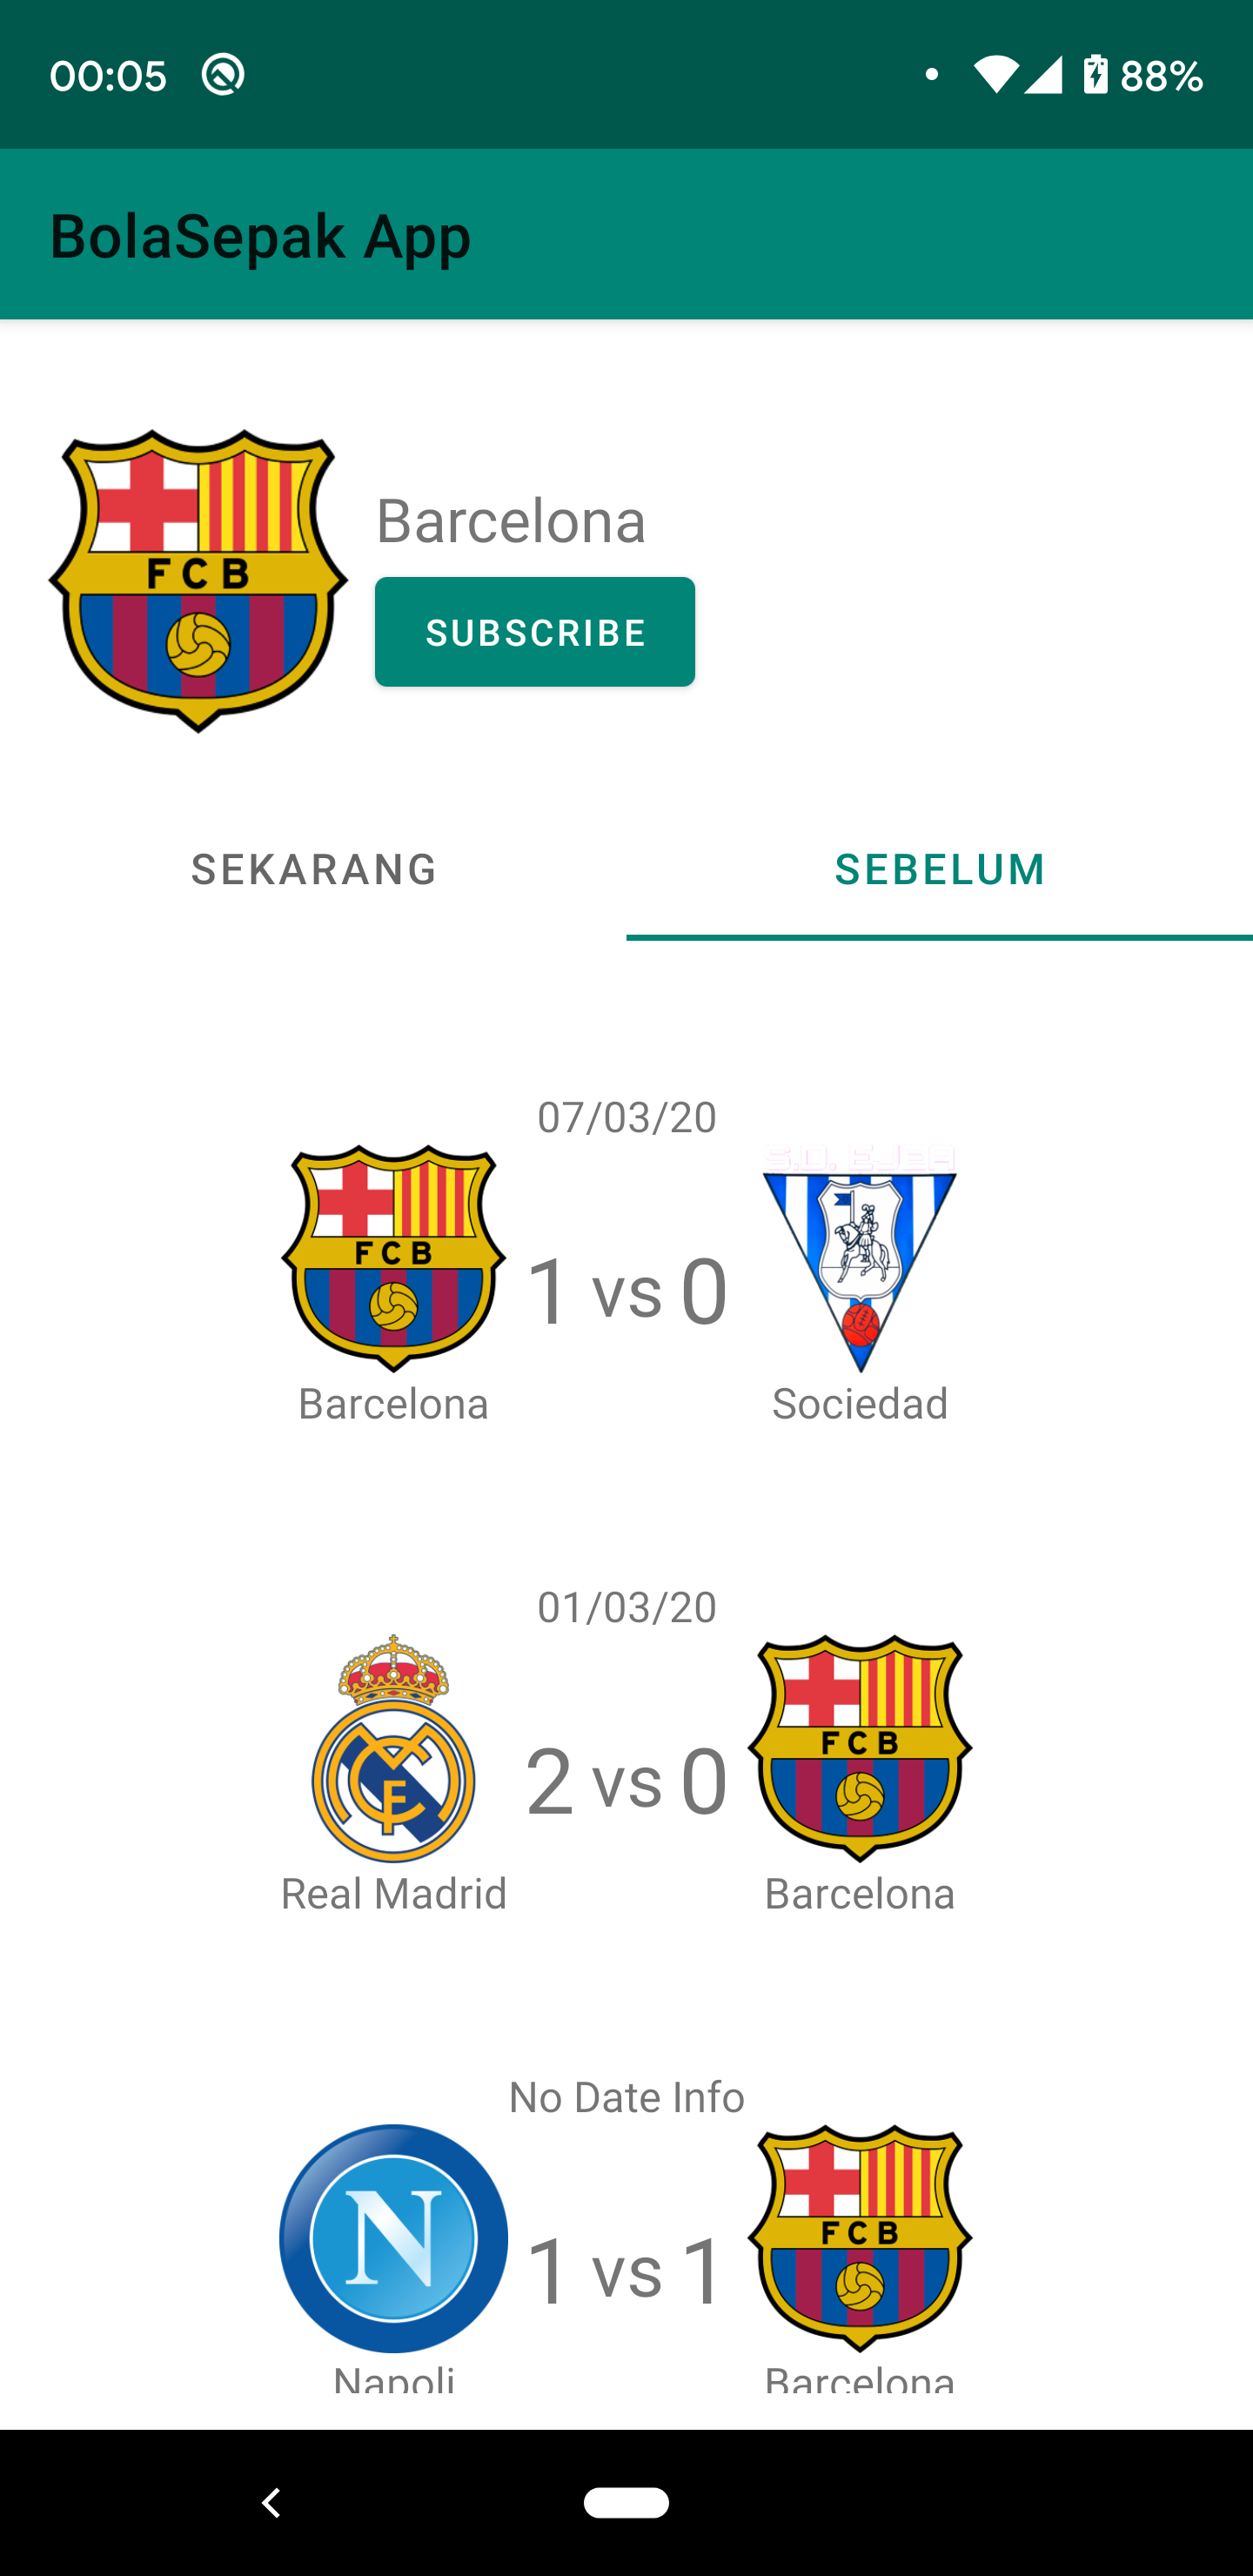 00:05 88%
BolaSepak App
FCB
Barcelona
SUBSCRIBE
SEKARANG SEBELUM
07/03/20
S.D. EJEA
FCB
1 vs 0
Barcelona Sociedad
01/03/20
2 vs 0
FCB
Real Madrid Barcelona
No Date Info
N
FCB
1 vs 1
Napoli Barcelona